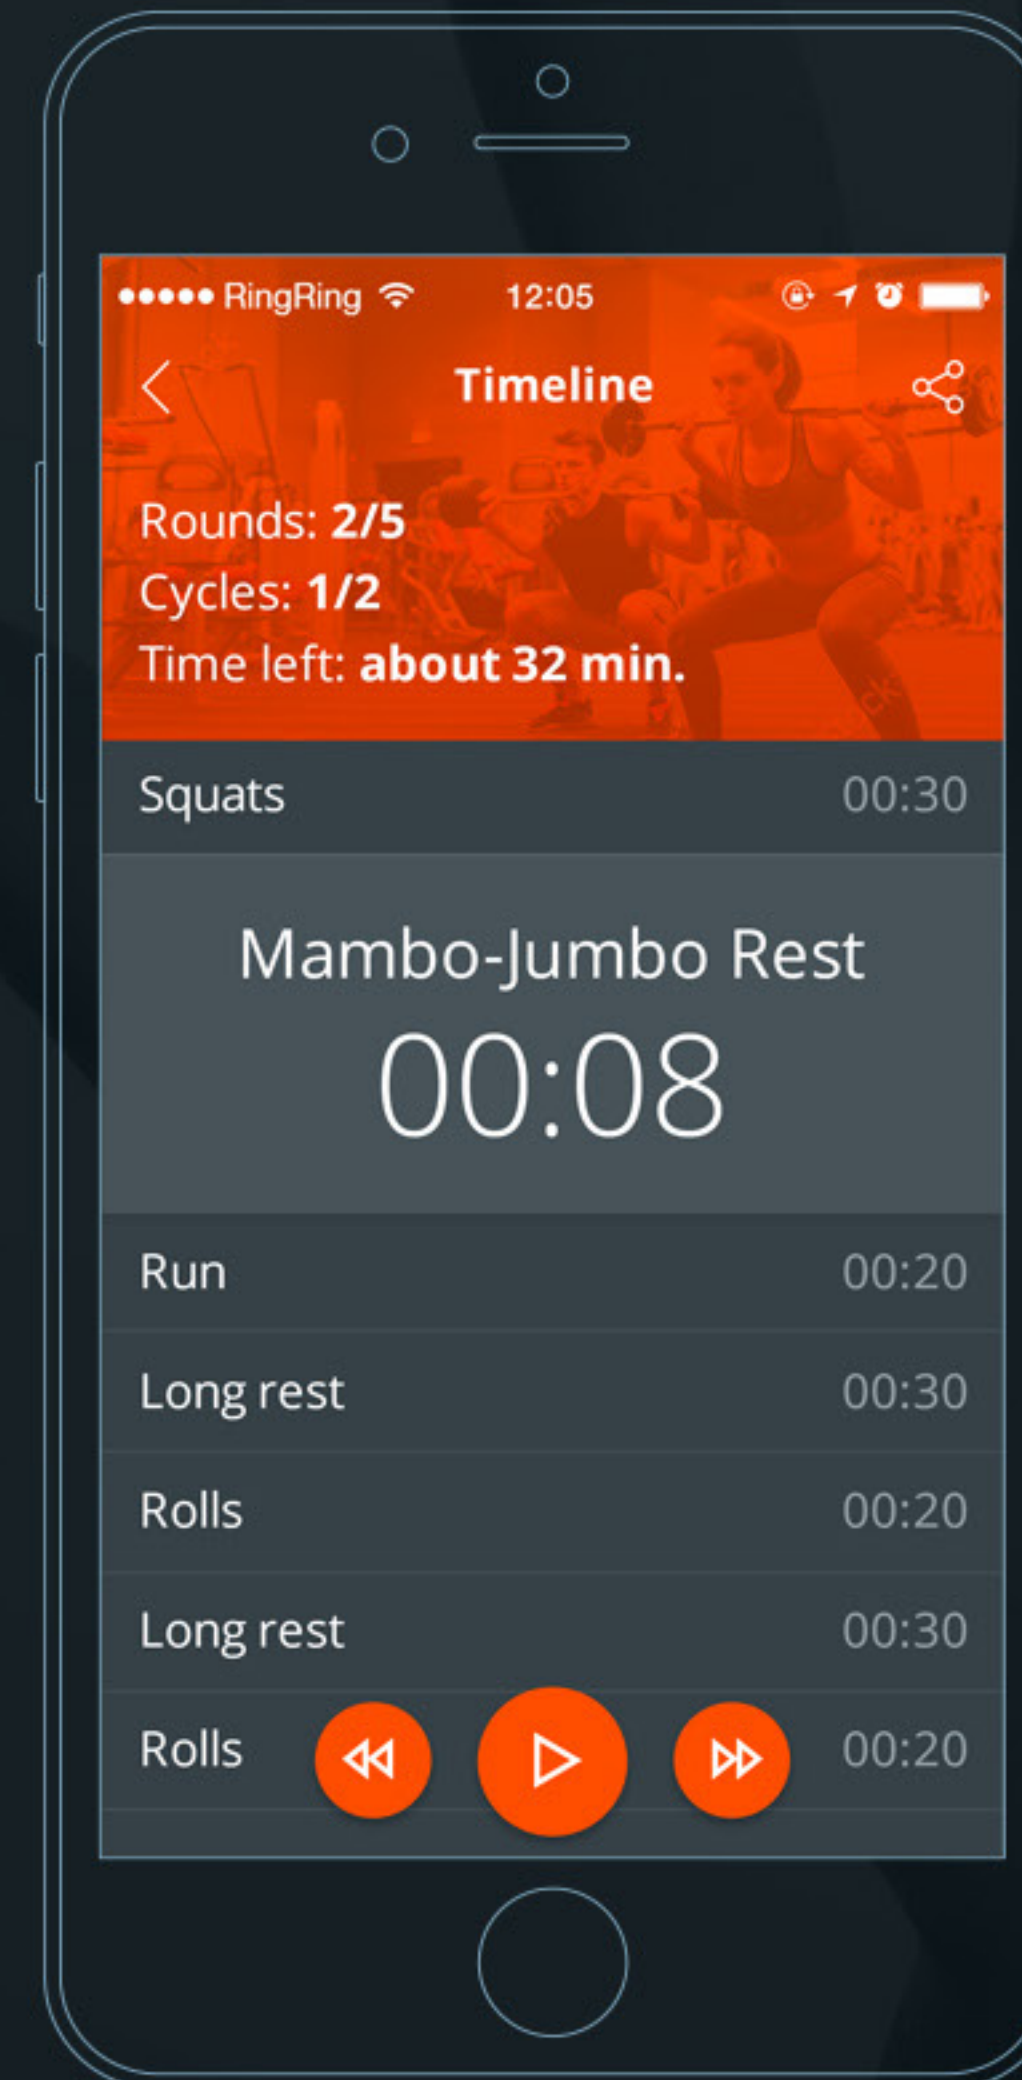 RingRing 12:05
Timeline
Rounds: 2/5
Cycles: 1/2
Time left: about 32 min.
Squats 00:30
Mambo-Jumbo Rest
00:08
Run 00:20
Long rest 00:30
Rolls 00:20
Long rest 00:30
Rolls 00:20